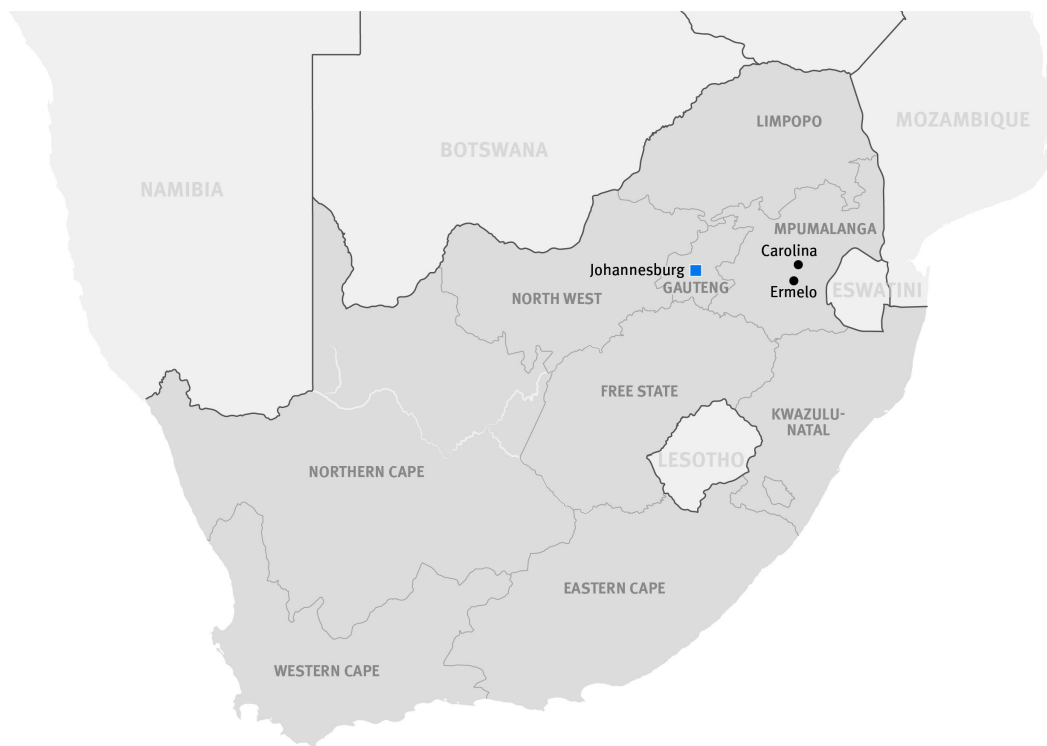 LIMPOPO
MOZAMBIQUE
BOTSWANA
NAMIBIA
MPUMALANGA
Carolina
Johannesburg
GAUTENG
ESWATINI
Ermelo
NORTH WEST
FREE STATE
KWAZULU-
NATAL
LESOTHO
NORTHERN CAPE
EASTERN CAPE
WESTERN CAPE